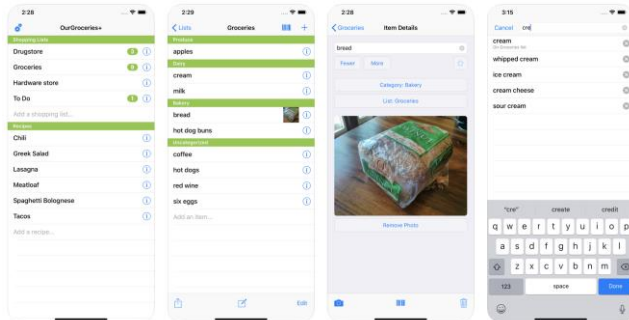 2:28
OurGroceries+
Shopping Lists
Drugstore
Groceries
Hardware store
To Do
Add a shopping list...
Recipes
Chili
Greek Salad
Lasagna
Meatloaf
Spaghetti Bolognese
Tacos
Add a recipe...
2:29
Lists
Groceries
Produce
apples
Dairy
cream
milk
Bakery
bread
hot dog buns
Uncategorized
coffee
hot dogs
red wine
six eggs
Add an item...
Edit
2:28
Groceries
Item Details
bread
Fewer
More
Category: Bakery
List: Groceries
Remove Photo
3:15
Cancel
cre
cream
On Groceries list
whipped cream
ice cream
cream cheese
sour cream
"cre"
create
credit
q w e r t y u i o p
a s d f g h j k l
z x c v b n m
123
space
Done